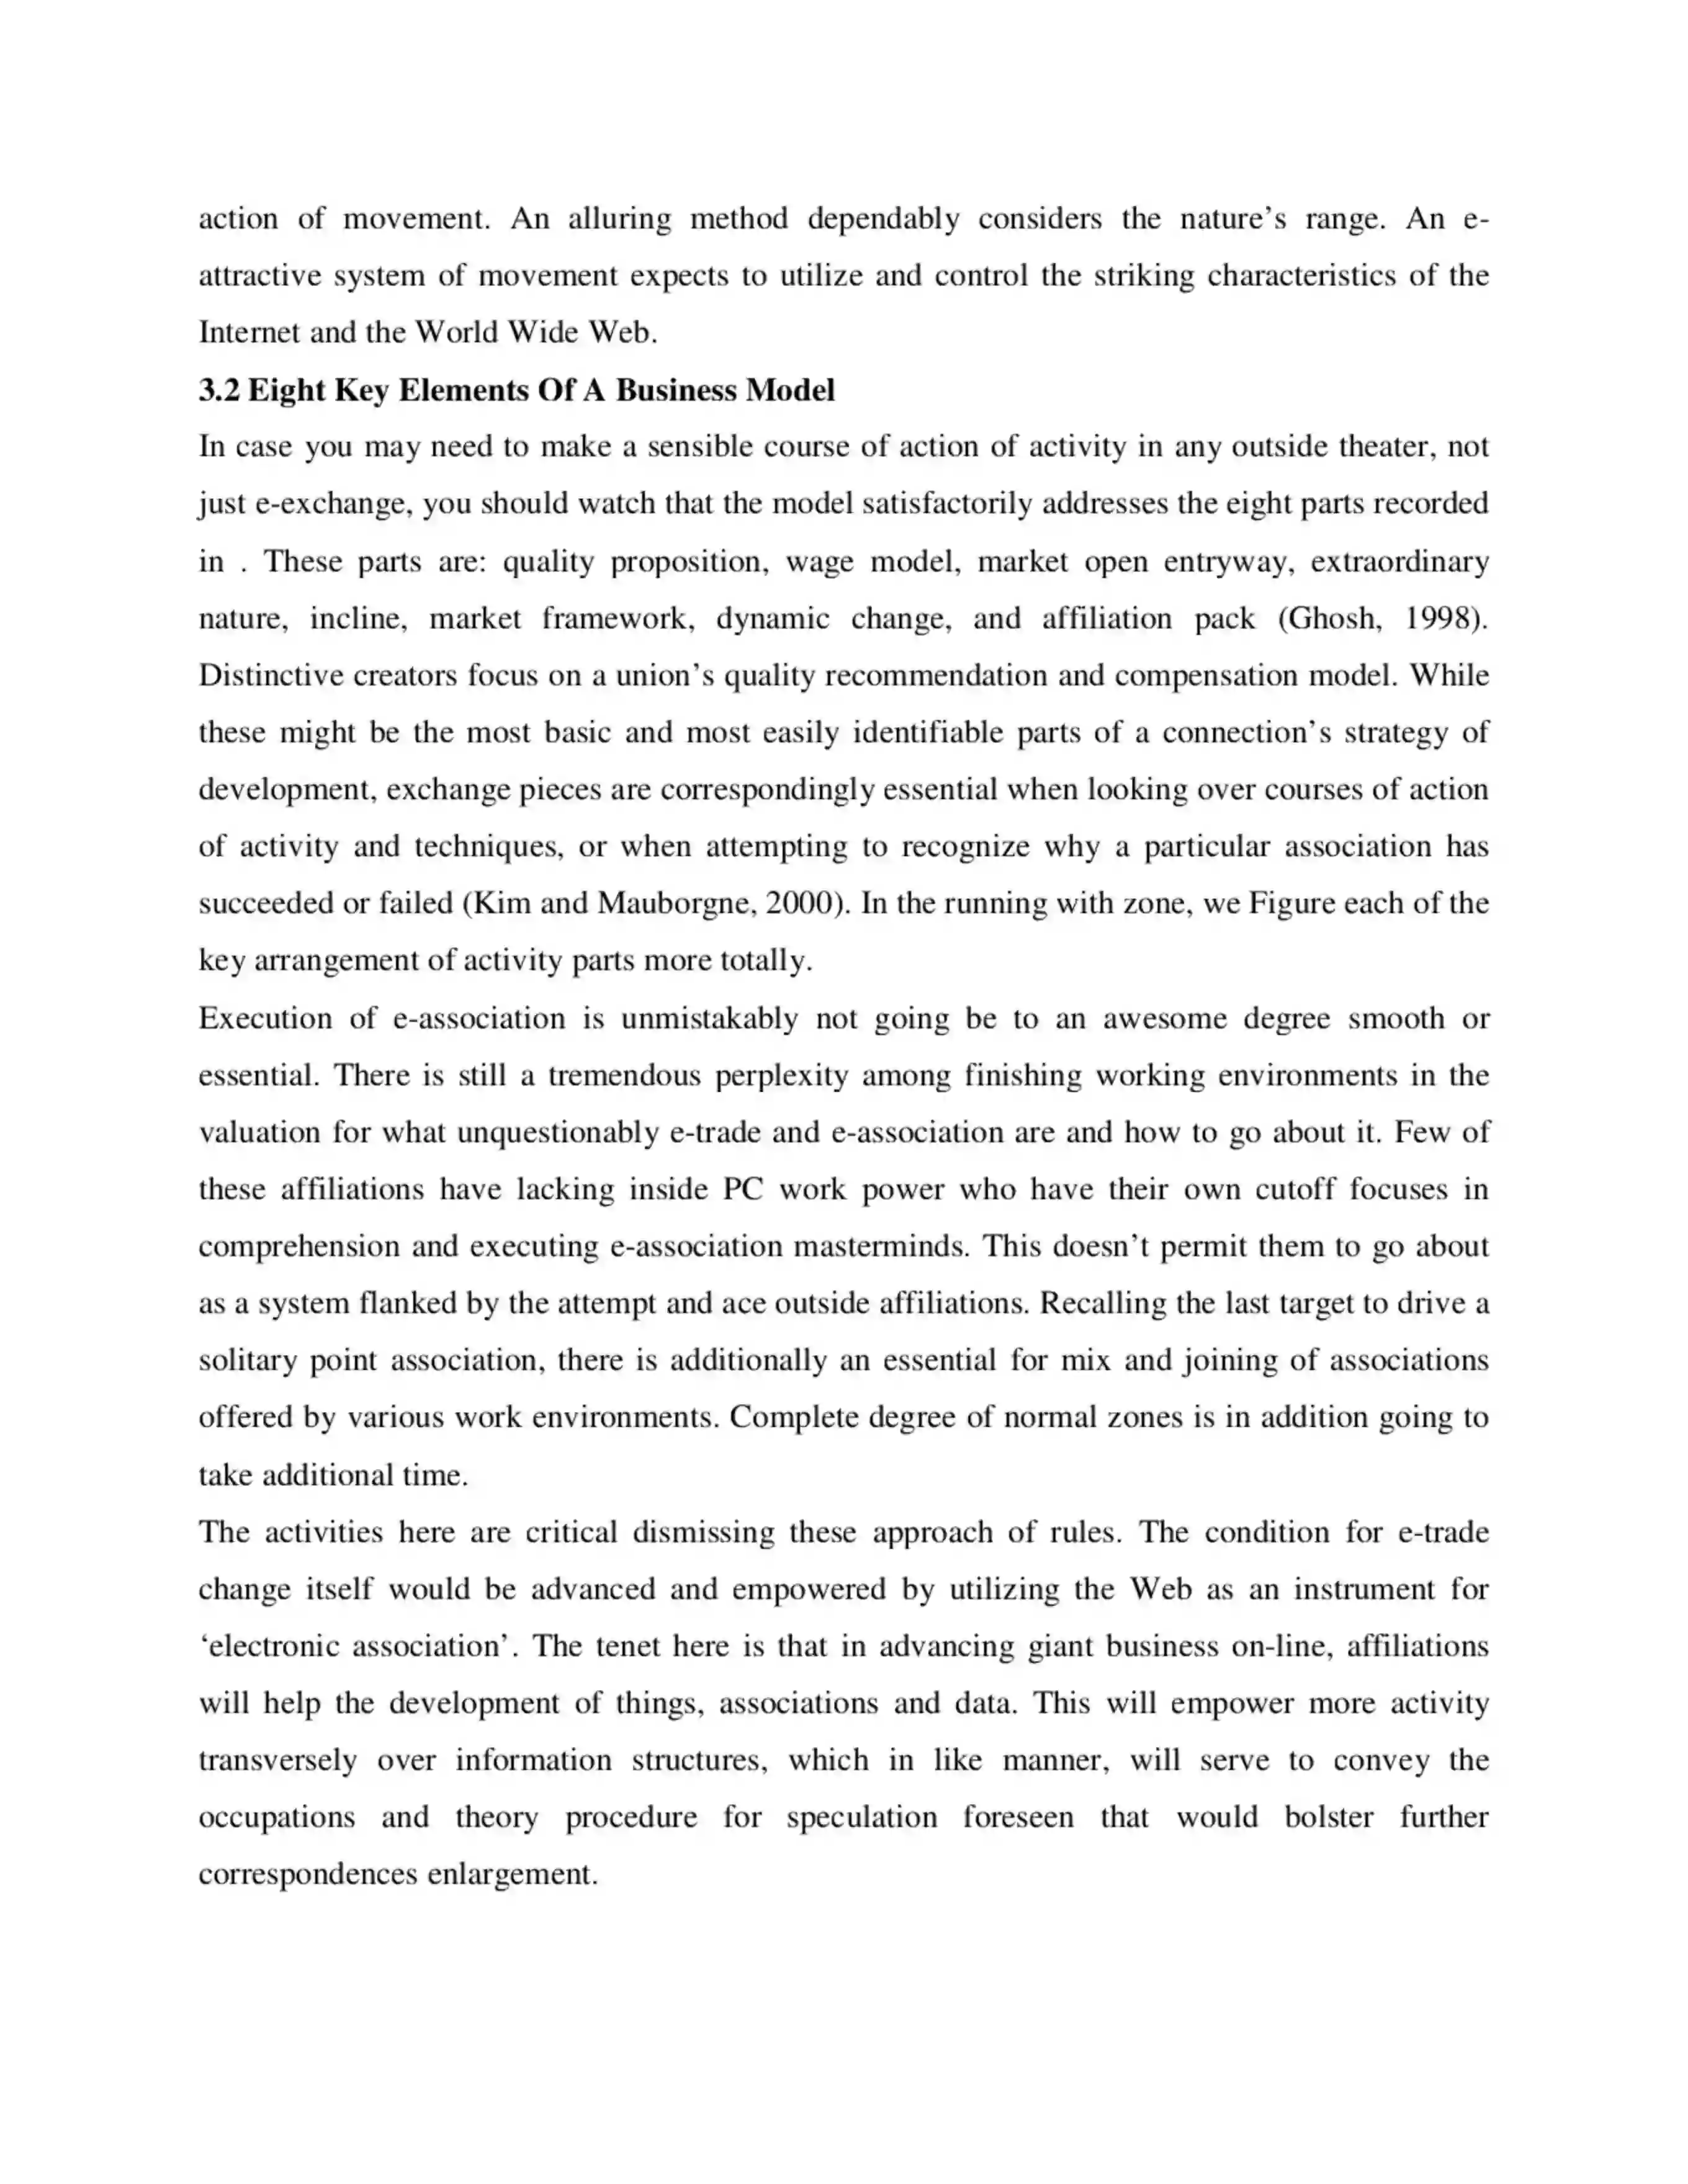 action of movement. An alluring method dependably considers the nature’s range. An e-
attractive system of movement expects to utilize and control the striking characteristics of the
Internet and the World Wide Web.
3.2 Eight Key Elements Of A Business Model
In case you may need to make a sensible course of action of activity in any outside theater, not
just e-exchange, you should watch that the model satisfactorily addresses the eight parts recorded
in . These parts are: quality proposition, wage model, market open entryway, extraordinary
nature, incline, market framework, dynamic change, and affiliation pack (Ghosh, 1998).
Distinctive creators focus on a union’s quality recommendation and compensation model. While
these might be the most basic and most easily identifiable parts of a connection’s strategy of
development, exchange pieces are correspondingly essential when looking over courses of action
of activity and techniques, or when attempting to recognize why a particular association has
succeeded or failed (Kim and Mauborgne, 2000). In the running with zone, we Figure each of the
key arrangement of activity parts more totally.
Execution of e-association is unmistakably not going be to an awesome degree smooth or
essential. There is still a tremendous perplexity among finishing working environments in the
valuation for what unquestionably e-trade and e-association are and how to go about it. Few of
these affiliations have lacking inside PC work power who have their own cutoff focuses in
comprehension and executing e-association masterminds. This doesn’t permit them to go about
as a system flanked by the attempt and ace outside affiliations. Recalling the last target to drive a
solitary point association, there is additionally an essential for mix and joining of associations
offered by various work environments. Complete degree of normal zones is in addition going to
take additional time.
The activities here are critical dismissing these approach of rules. The condition for e-trade
change itself would be advanced and empowered by utilizing the Web as an instrument for
‘electronic association’. The tenet here is that in advancing giant business on-line, affiliations
will help the development of things, associations and data. This will empower more activity
transversely over information structures, which in like manner, will serve to convey the
occupations and theory procedure for speculation foreseen that would bolster further
correspondences enlargement.